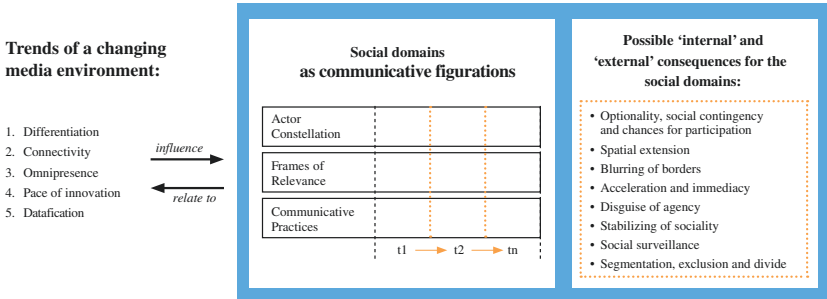 Trends of a changing
media environment:
1. Differentiation
2. Connectivity
3. Omnipresence
4. Pace of innovation
5. Datafication
influence
relate to
Social domains
as communicative figurations
Actor
Constellation
Frames of
Relevance
Communicative
Practices
t1 t2 tn
Possible ‘internal’ and
‘external’ consequences for the
social domains:
• Optionality, social contingency
and chances for participation
• Spatial extension
• Blurring of borders
• Acceleration and immediacy
• Disguise of agency
• Stabilizing of sociality
• Social surveillance
• Segmentation, exclusion and divide